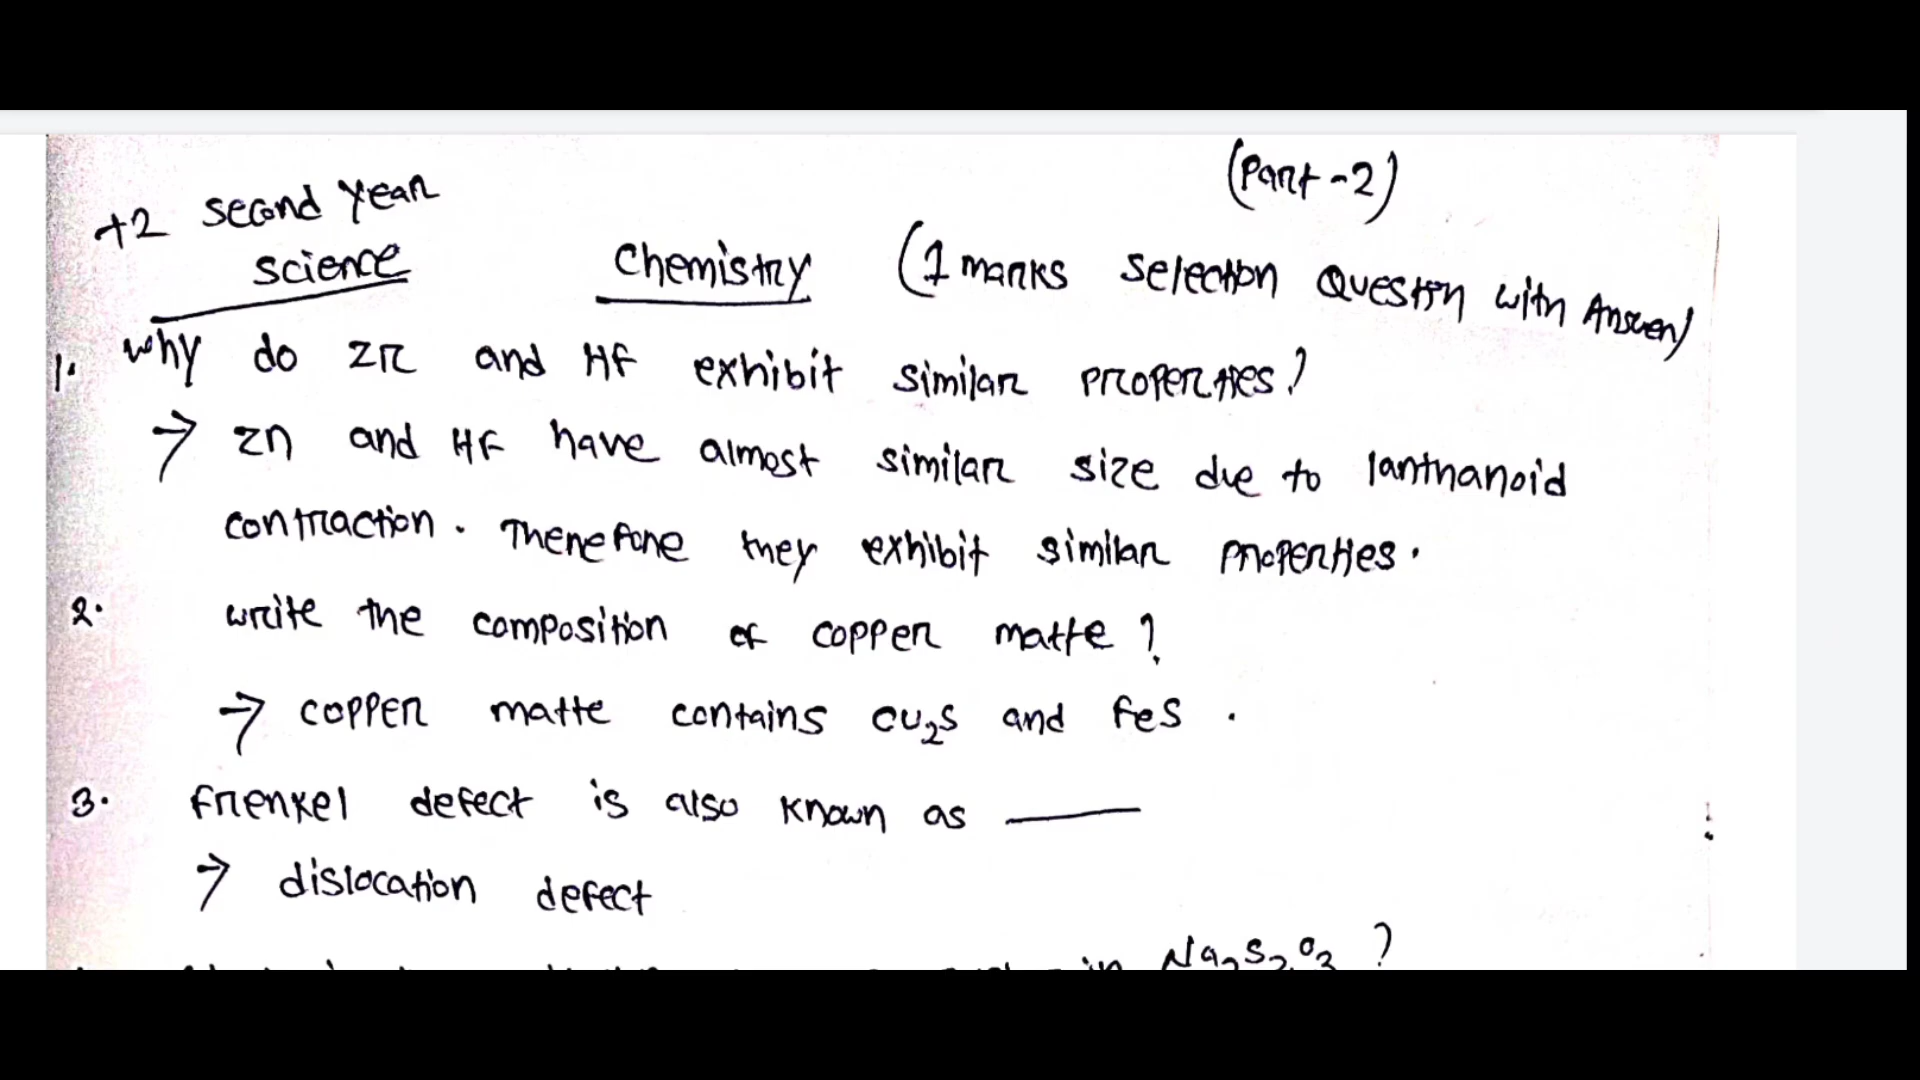 (Part-2)
+2 second year
science
Chemistry (1 marks selection Question with Answer)
1. why do Zr and HF exhibit similar properties?
→ Zn and HF have almost similar size due to lanthanoid
contraction. Therefore they exhibit similar properties.
2. write the composition of copper matte?
→ copper matte contains cu2s and fes.
3. frenkel defect is also known as ____
→ dislocation defect
in Na2S2O3?